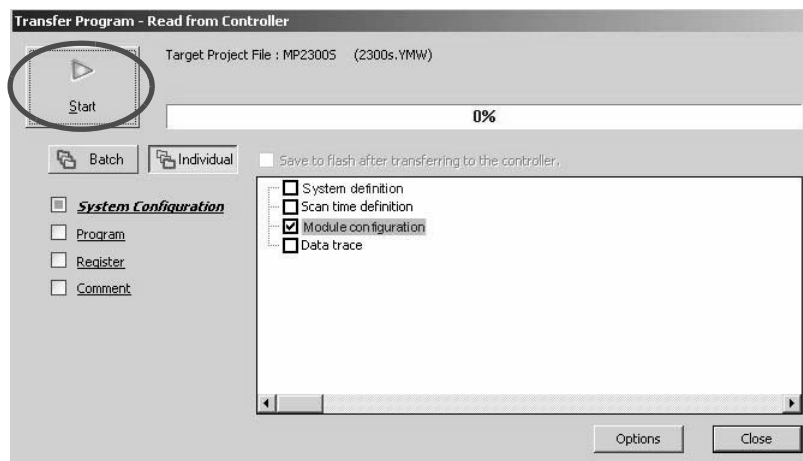 Transfer Program - Read from Controller
Target Project File : MP2300S (2300s.YMW)
Start
0%
Batch Individual
Save to flash after transferring to the controller.
System Configuration
Program
Register
Comment
System definition
Scan time definition
Module configuration
Data trace
Options Close